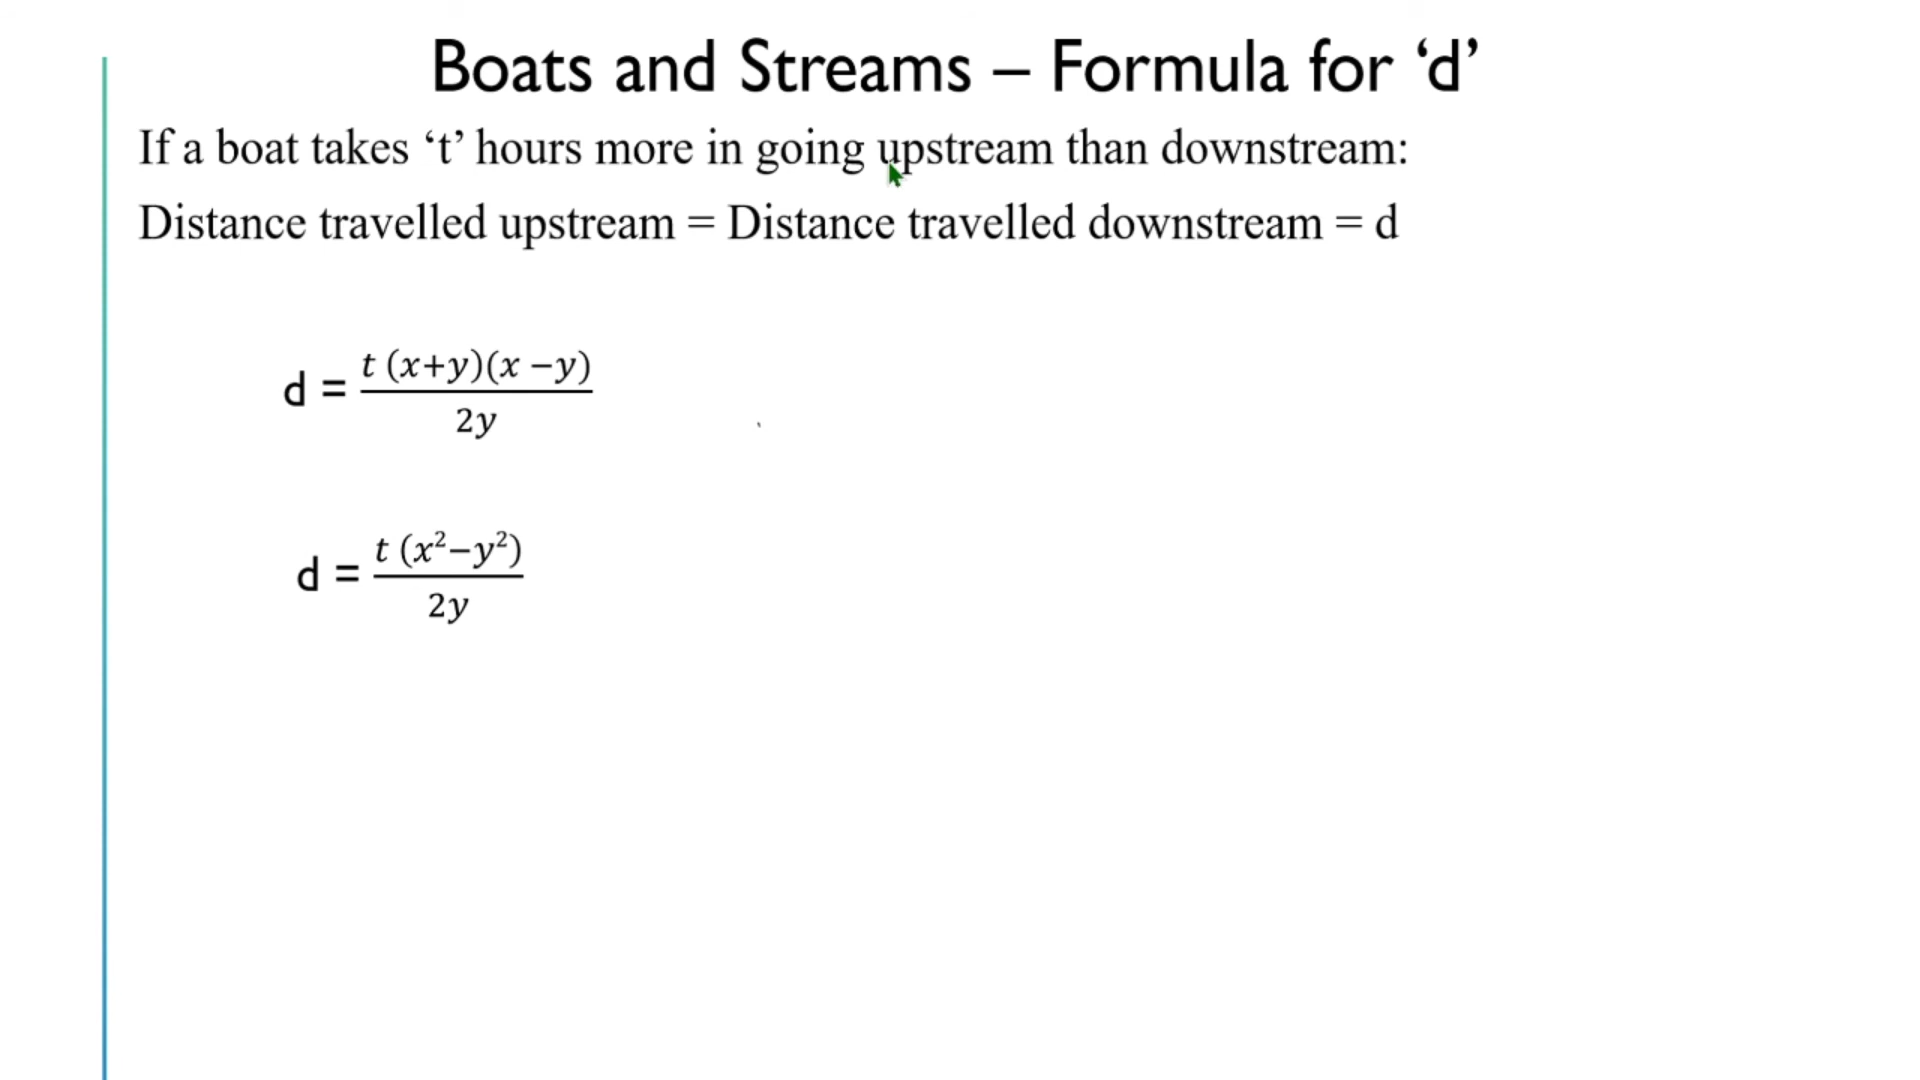 Boats and Streams – Formula for ‘d’
If a boat takes ‘t’ hours more in going upstream than downstream:
Distance travelled upstream = Distance travelled downstream = d
d = t (x+y)(x −y) / 2y
d = t (x²−y²) / 2y